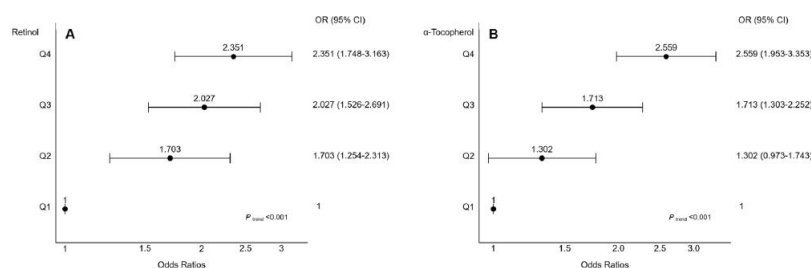 OR (95% CI)
Retinol
A
Q4
2.351
2.351 (1.748-3.163)
Q3
2.027
2.027 (1.526-2.691)
Q2
1.703
1.703 (1.254-2.313)
Q1
1
1
P trend <0.001
1
1.5
2
2.5
3
Odds Ratios
OR (95% CI)
α-Tocopherol
B
Q4
2.559
2.559 (1.953-3.353)
Q3
1.713
1.713 (1.303-2.252)
Q2
1.302
1.302 (0.973-1.743)
Q1
1
1
P trend <0.001
1
1.5
2.0
2.5
3.0
Odds Ratios